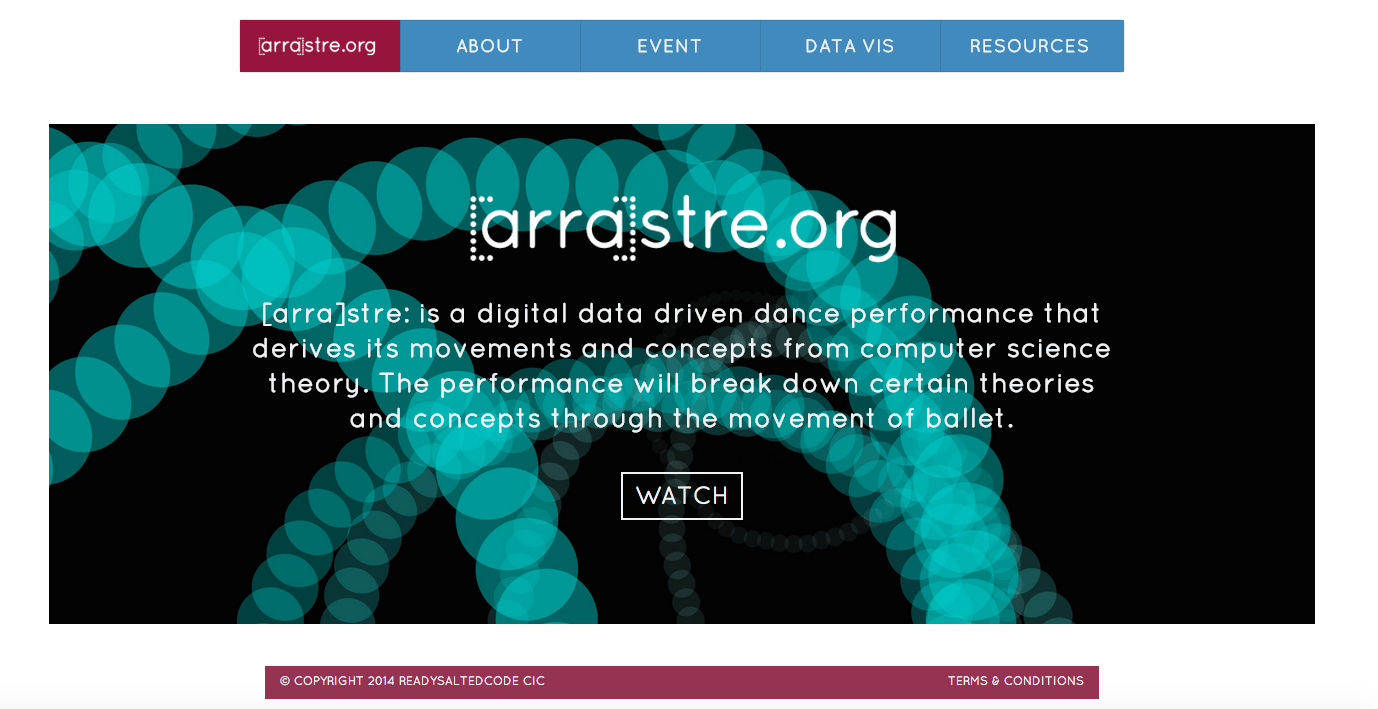 [arra]stre.org ABOUT EVENT DATA VIS RESOURCES
[arra]stre.org
[arra]stre: is a digital data driven dance performance that
derives its movements and concepts from computer science
theory. The performance will break down certain theories
and concepts through the movement of ballet.
WATCH
© COPYRIGHT 2014 READYSALTEDCODE CIC TERMS & CONDITIONS